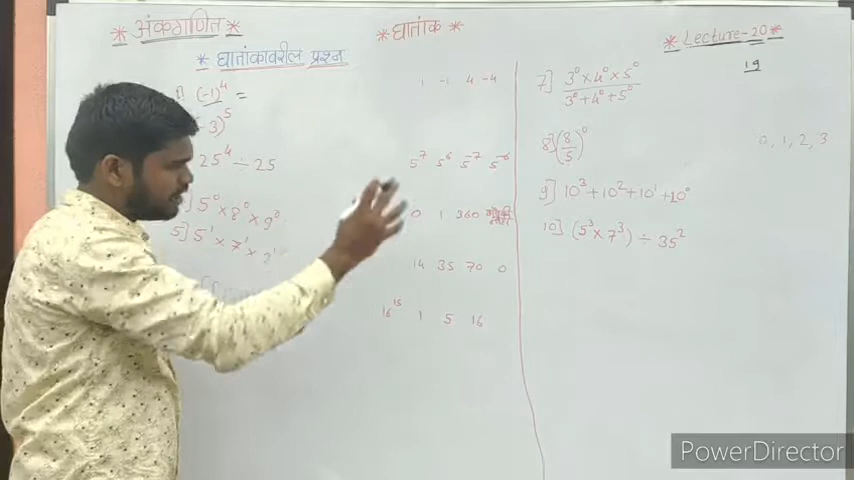 * अंकगणित *
* घातांक *
* Lecture-20 *
19
* घातांकावरील प्रश्न
1] (-1)⁴ =
1 -1 4 -4
3)⁵
25⁴ ÷ 25
5⁷ 5⁶ 5⁻⁷ 5⁻⁶
] 5⁰ × 8⁰ × 9⁰
0 1 360
5] 5¹ × 7¹ × 2¹
14 35 70 0
16¹⁵ 1 5 16
7] 3⁰ × 4⁰ × 5⁰
3⁰ + 4⁰ + 5⁰
8] (8/5)⁰
0, 1, 2, 3
9] 10³ + 10² + 10¹ + 10⁰
10] (5³ × 7³) ÷ 35²
PowerDirector